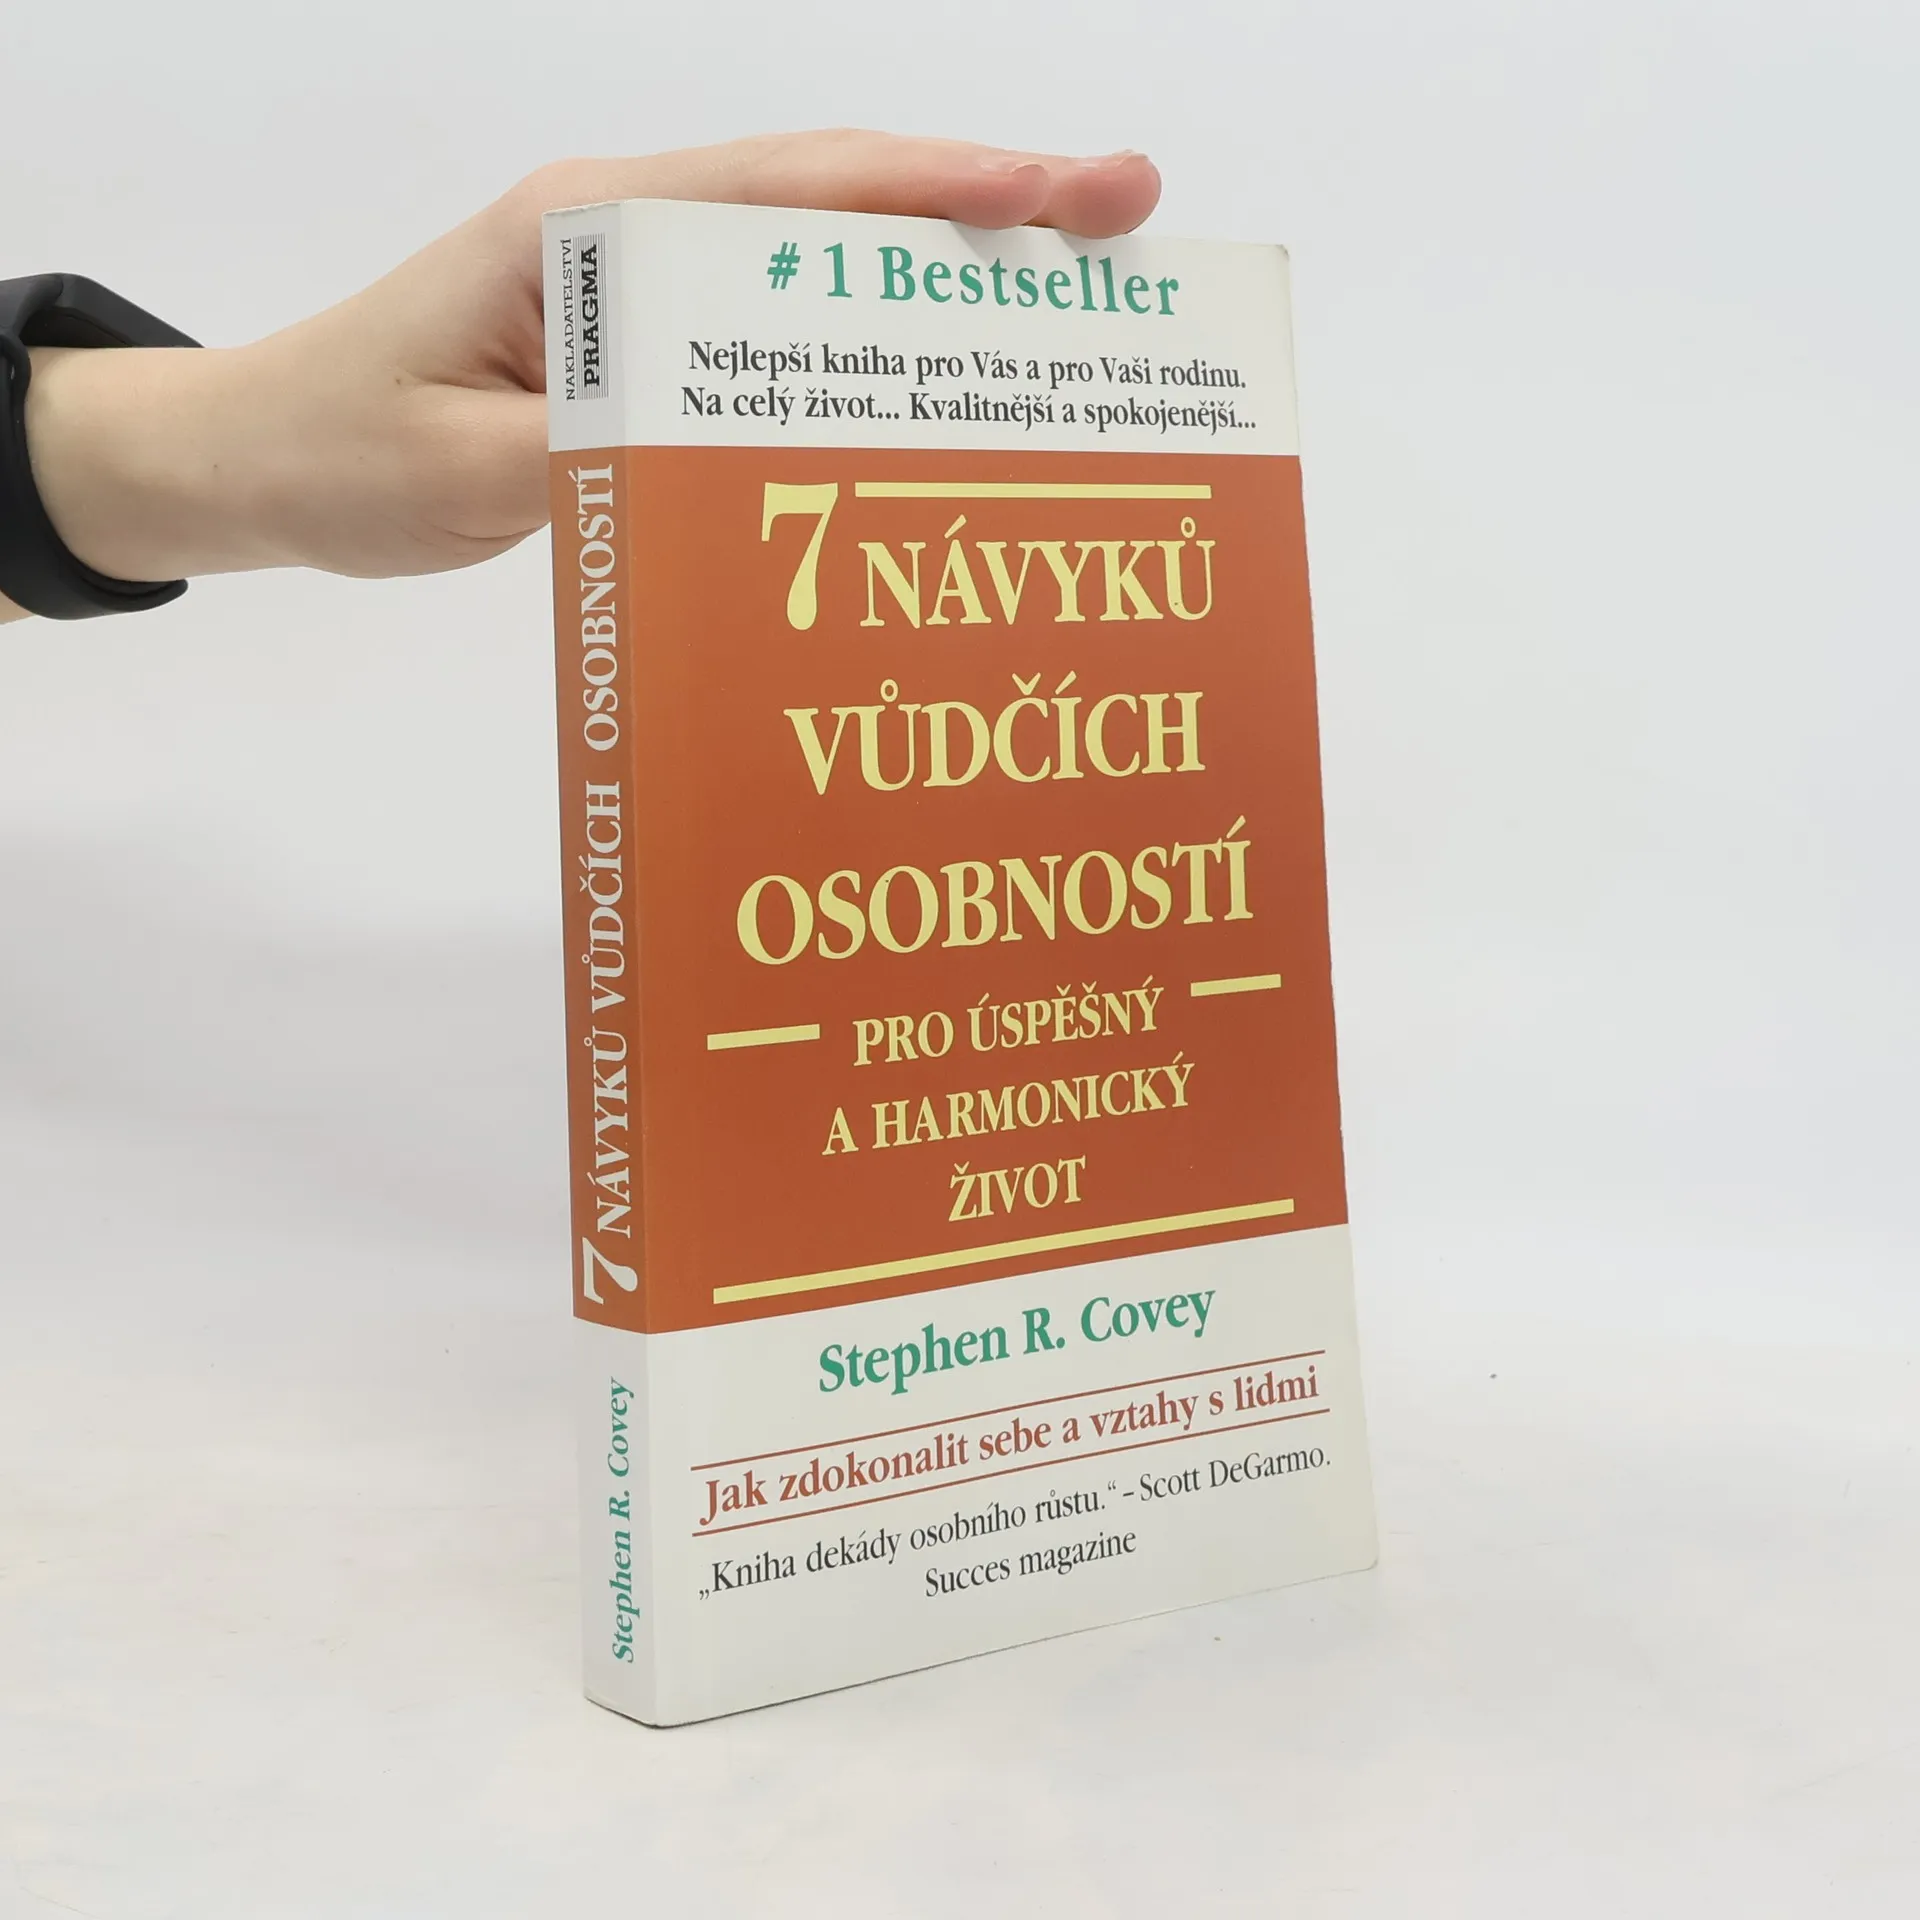 NAKLADATELSTVÍ
PRAGMA
7 NÁVYKŮ VŮDČÍCH OSOBNOSTÍ
Stephen R. Covey
# 1 Bestseller
Nejlepší kniha pro Vás a pro Vaši rodinu.
Na celý život... Kvalitnější a spokojenější...
7 NÁVYKŮ
VŮDČÍCH
OSOBNOSTÍ
PRO ÚSPĚŠNÝ
A HARMONICKÝ
ŽIVOT
Stephen R. Covey
Jak zdokonalit sebe a vztahy s lidmi
„Kniha dekády osobního růstu.“ – Scott DeGarmo.
Succes magazine